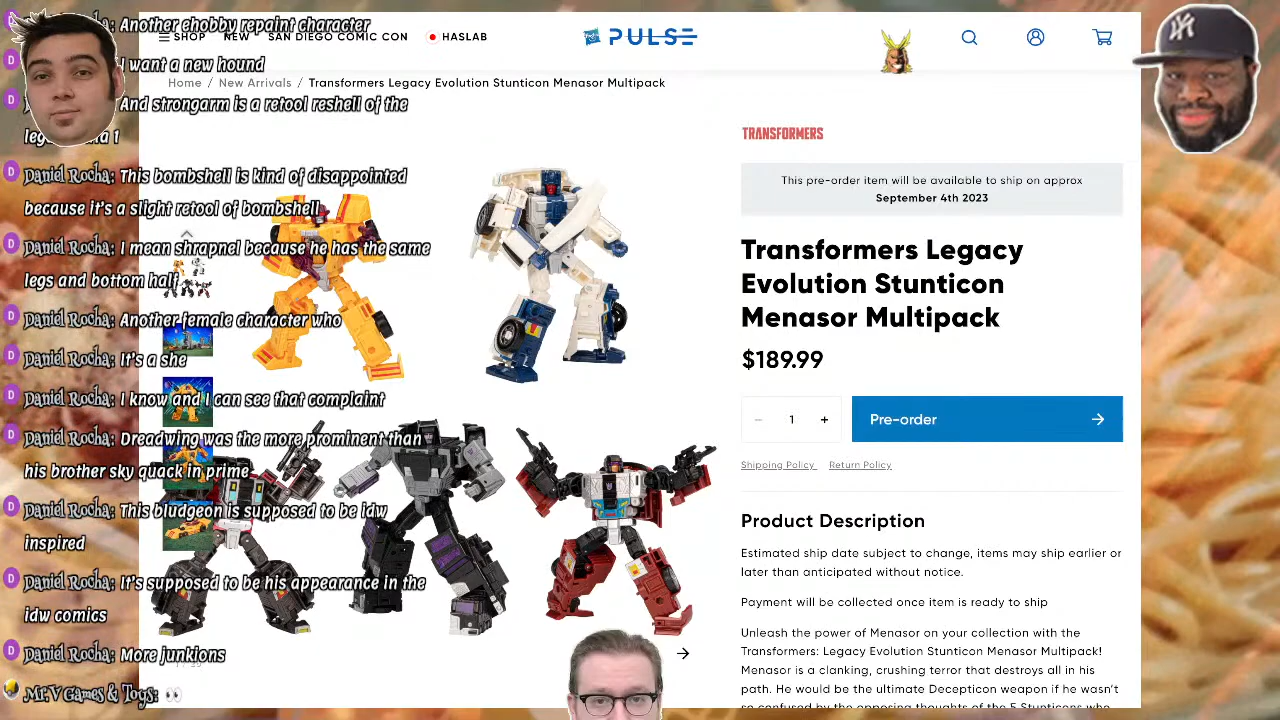 SHOP NEW SAN DIEGO COMIC CON HASLAB
PULSE
Home / New Arrivals / Transformers Legacy Evolution Stunticon Menasor Multipack
TRANSFORMERS
This pre-order item will be available to ship on approx
September 4th 2023
Transformers Legacy
Evolution Stunticon
Menasor Multipack
$189.99
− 1 +
Pre-order
Shipping Policy Return Policy
Product Description
Estimated ship date subject to change, items may ship earlier or
later than anticipated without notice.
Payment will be collected once item is ready to ship
Unleash the power of Menasor on your collection with the
Transformers: Legacy Evolution Stunticon Menasor Multipack!
Menasor is a clanking, crushing terror that destroys all in his
path. He would be the ultimate Decepticon weapon if he wasn't
so confused by the opposing thoughts of the 5 Stunticons who
Another ehobby repaint character
I want a new hound
And strongarm is a retool reshell of the
Daniel Rocha: This bombshell is kind of disappointed
because it's a slight retool of bombshell
Daniel Rocha: I mean shrapnel because he has the same
legs and bottom half
Daniel Rocha: Another female character who
Daniel Rocha: It's a she
Daniel Rocha: I know and I can see that complaint
Daniel Rocha: Dreadwing was the more prominent than
his brother sky quack in prime
Daniel Rocha: This bludgeon is supposed to be idw
inspired
Daniel Rocha: It's supposed to be his appearance in the
idw comics
Daniel Rocha: More junkions
Mr.V Games & Toys: 👀